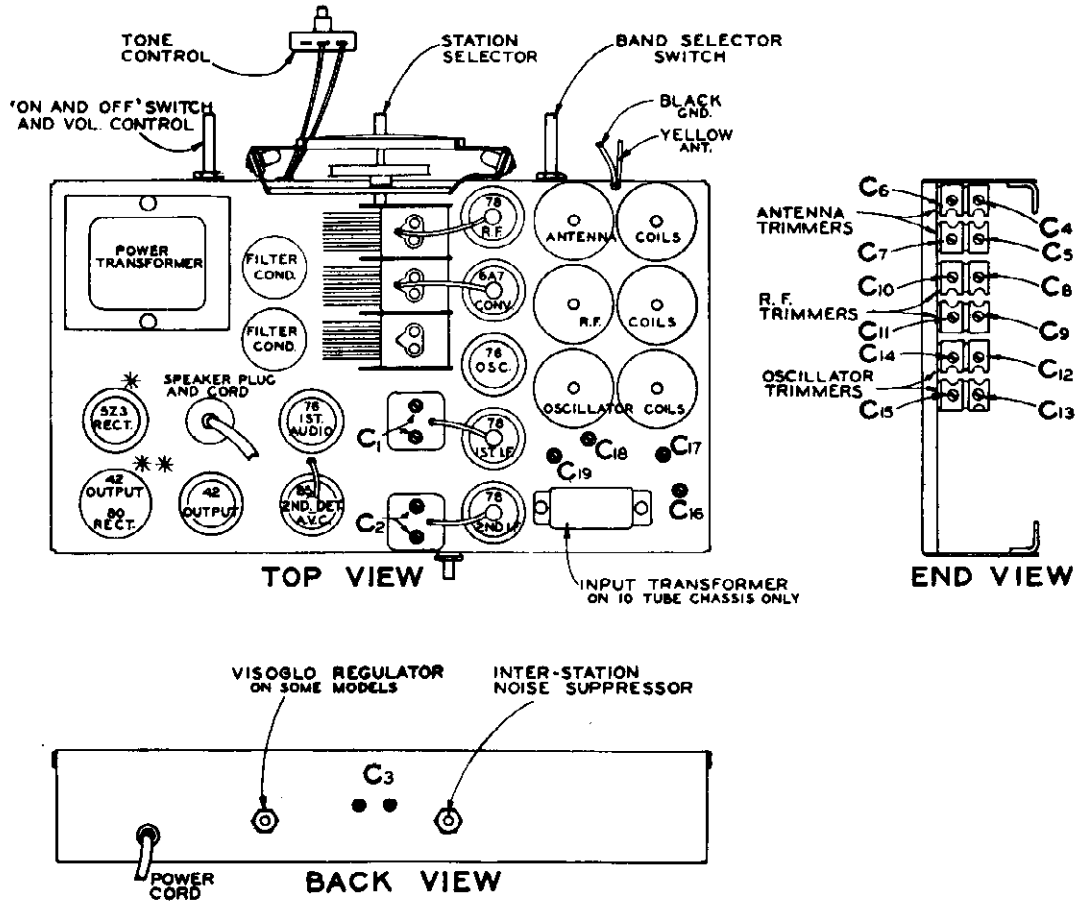 TONE
CONTROL
STATION
SELECTOR
BAND SELECTOR
SWITCH
'ON AND OFF' SWITCH
AND VOL. CONTROL
BLACK
GND.
YELLOW
ANT.
POWER
TRANSFORMER
FILTER
COND.
FILTER
COND.
78
R.F.
6A7
CONV.
76
OSC.
78
1ST I.F.
78
2ND I.F.
ANTENNA COILS
R.F. COILS
OSCILLATOR COILS
*
5Z3
RECT.
SPEAKER PLUG
AND CORD
76
1ST.
AUDIO
C1
C18
C17
C19
C16
**
42
OUTPUT
80
RECT.
42
OUTPUT
85
2ND. DET.
A.V.C.
C2
TOP VIEW
INPUT TRANSFORMER
ON 10 TUBE CHASSIS ONLY
C6
C4
ANTENNA
TRIMMERS
C7
C5
C10
C8
R.F.
TRIMMERS
C11
C9
C14
C12
OSCILLATOR
TRIMMERS
C15
C13
END VIEW
VISOGLO REGULATOR
ON SOME MODELS
INTER-STATION
NOISE SUPPRESSOR
C3
POWER
CORD
BACK VIEW